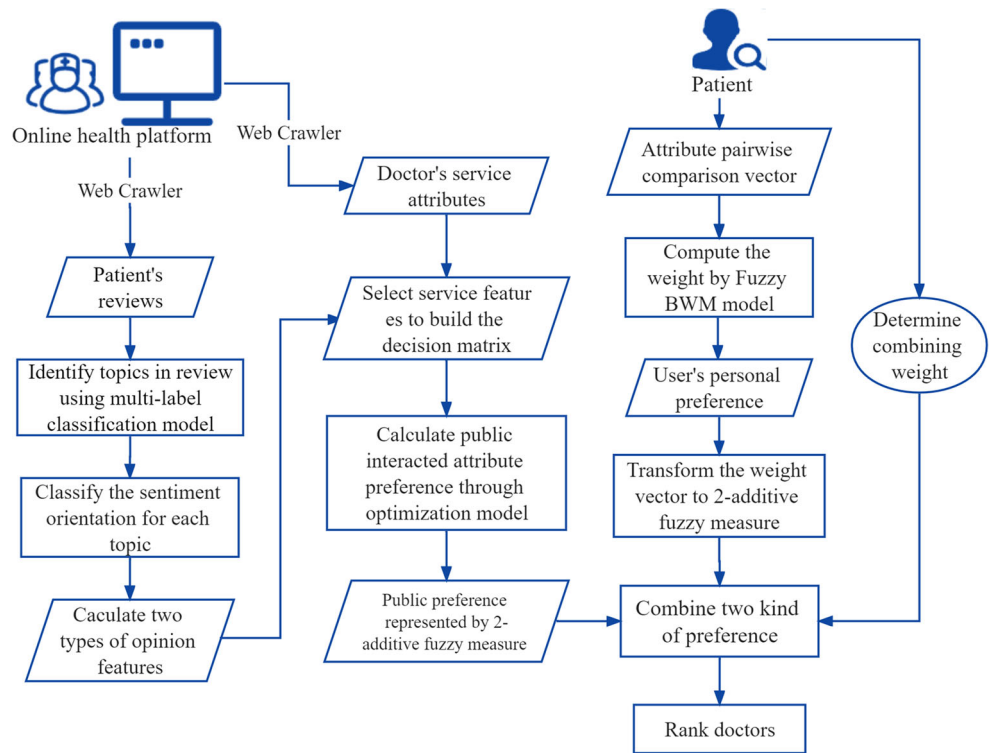 Online health platform
Web Crawler
Patient's
reviews
Identify topics in review
using multi-label
classification model
Classify the sentiment
orientation for each
topic
Caculate two
types of opinion
features
Web Crawler
Doctor's service
attributes
Select service featur
es to build the
decision matrix
Calculate public
interacted attribute
preference through
optimization model
Public preference
represented by 2-
additive fuzzy measure
Patient
Attribute pairwise
comparison vector
Compute the
weight by Fuzzy
BWM model
User's personal
preference
Transform the weight
vector to 2-additive
fuzzy measure
Combine two kind
of preference
Rank doctors
Determine
combining
weight